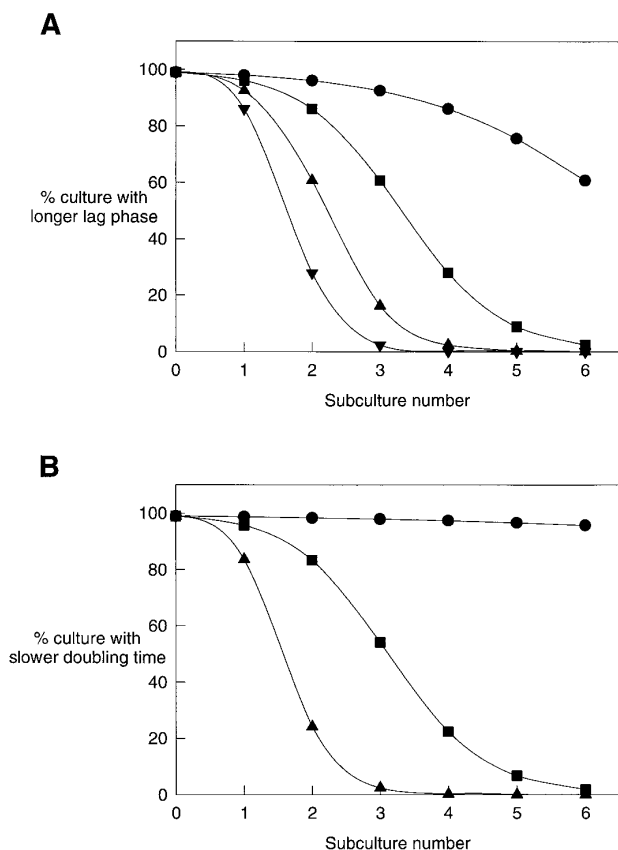 A
100
80
60
40
20
0
% culture with
longer lag phase
0 1 2 3 4 5 6
Subculture number
B
100
80
60
40
20
0
% culture with
slower doubling time
0 1 2 3 4 5 6
Subculture number